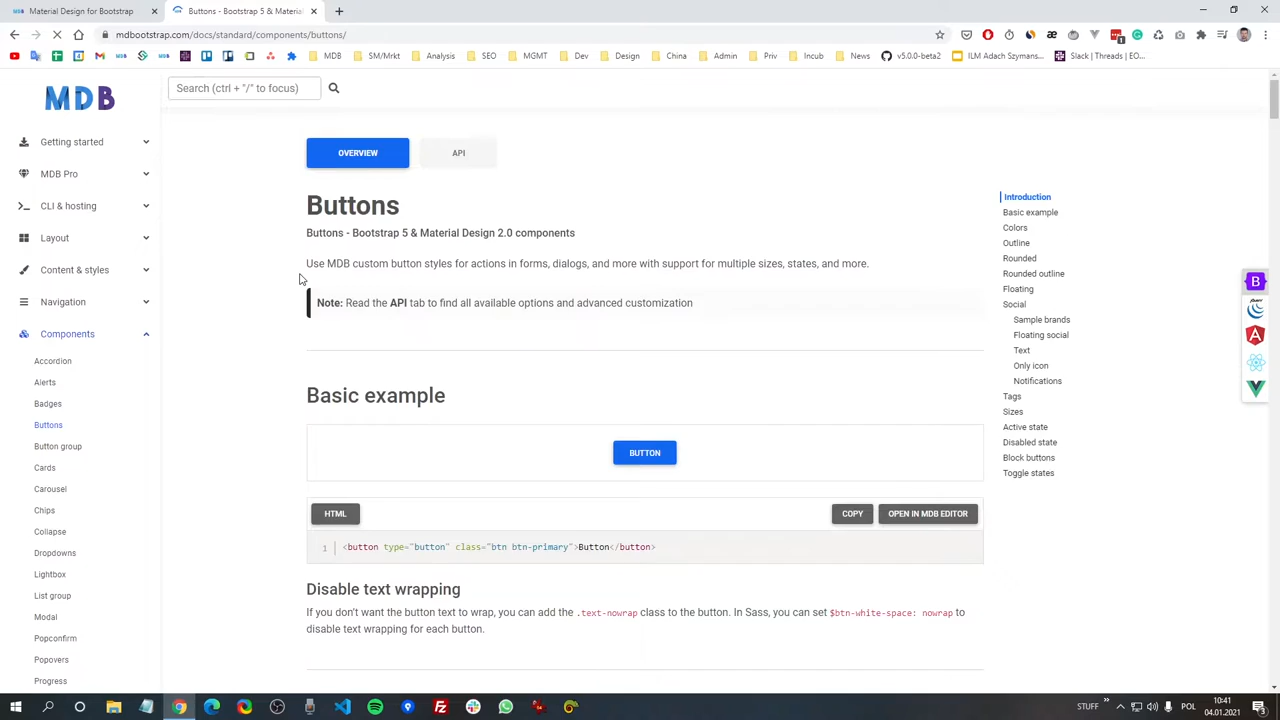 Material Design for Bootstrap
Buttons - Bootstrap 5 & Material
mdbootstrap.com/docs/standard/components/buttons/
MDB
SM/Mrkt
Analysis
SEO
MGMT
Dev
Design
China
Admin
Priv
Incub
News
v5.0.0-beta2
ILM Adach Szymans...
Slack | Threads | EO...
MDB
Search (ctrl + "/" to focus)
Getting started
MDB Pro
CLI & hosting
Layout
Content & styles
Navigation
Components
Accordion
Alerts
Badges
Buttons
Button group
Cards
Carousel
Chips
Collapse
Dropdowns
Lightbox
List group
Modal
Popconfirm
Popovers
Progress
OVERVIEW
API
Buttons
Buttons - Bootstrap 5 & Material Design 2.0 components
Use MDB custom button styles for actions in forms, dialogs, and more with support for multiple sizes, states, and more.
Note: Read the API tab to find all available options and advanced customization
Basic example
BUTTON
HTML
COPY
OPEN IN MDB EDITOR
1 <button type="button" class="btn btn-primary">Button</button>
Disable text wrapping
If you don't want the button text to wrap, you can add the .text-nowrap class to the button. In Sass, you can set $btn-white-space: nowrap to
disable text wrapping for each button.
Introduction
Basic example
Colors
Outline
Rounded
Rounded outline
Floating
Social
Sample brands
Floating social
Text
Only icon
Notifications
Tags
Sizes
Active state
Disabled state
Block buttons
Toggle states
STUFF
POL
10:41
04.01.2021